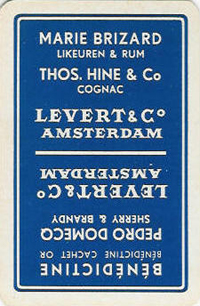 MARIE BRIZARD
LIKEUREN & RUM
THOS. HINE & Co
COGNAC
LEVERT & Co
AMSTERDAM
BÉNÉDICTINE
BÉNÉDICTINE CACHET OR
PEDRO DOMECQ
SHERRY & BRANDY
LEVERT & Co
AMSTERDAM